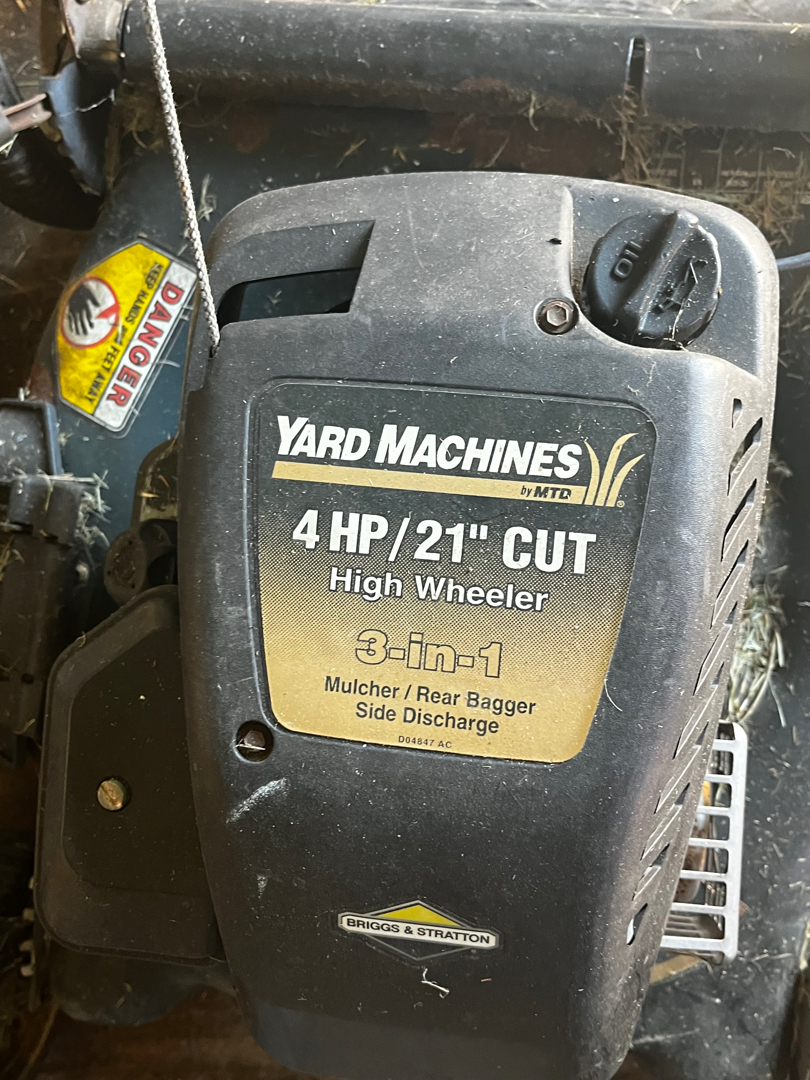 OIL
DANGER
KEEP HANDS and FEET AWAY
YARD MACHINES
by MTD
4 HP/21" CUT
High Wheeler
3-in-1
Mulcher / Rear Bagger
Side Discharge
D04847 AC
BRIGGS & STRATTON